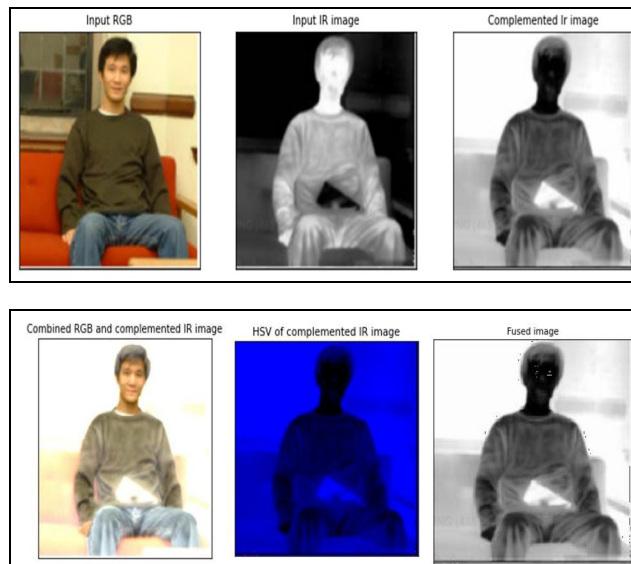 Input RGB
Input IR image
Complemented Ir image
Combined RGB and complemented IR image
HSV of complemented IR image
Fused image